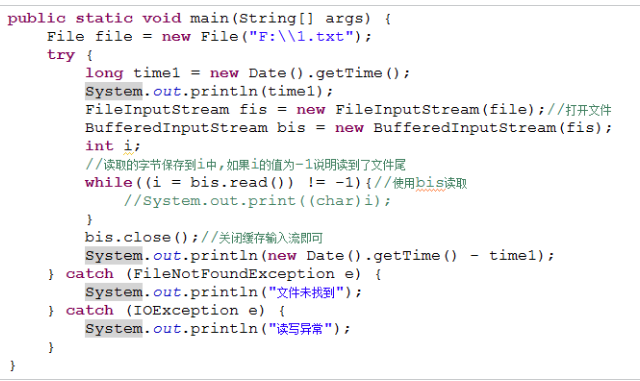 public static void main(String[] args) {
    File file = new File("F:\\1.txt");
    try {
        long time1 = new Date().getTime();
        System.out.println(time1);
        FileInputStream fis = new FileInputStream(file);//打开文件
        BufferedInputStream bis = new BufferedInputStream(fis);
        int i;
        //读取的字节保存到i中,如果i的值为-1说明读到了文件尾
        while((i = bis.read()) != -1){//使用bis读取
            //System.out.print((char)i);
        }
        bis.close();//关闭缓存输入流即可
        System.out.println(new Date().getTime() - time1);
    } catch (FileNotFoundException e) {
        System.out.println("文件未找到");
    } catch (IOException e) {
        System.out.println("读写异常");
    }
}